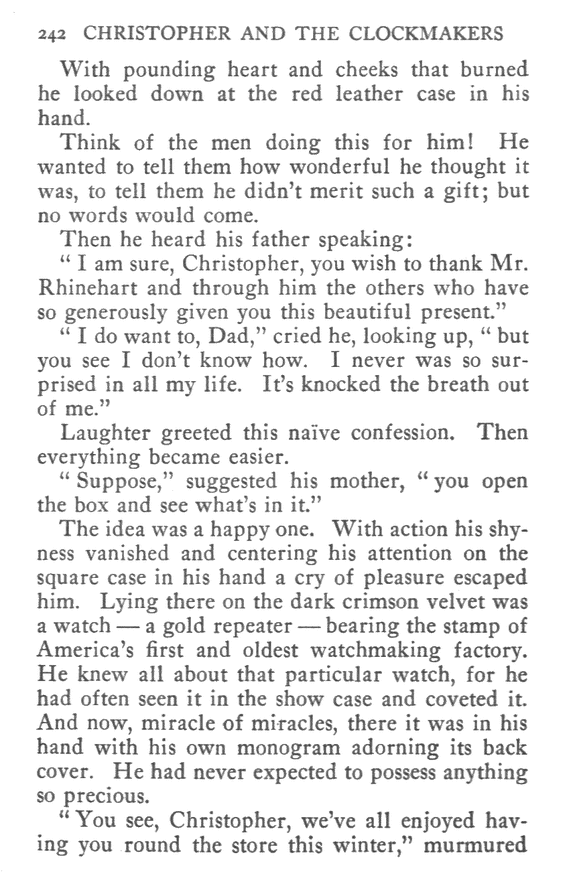 242 CHRISTOPHER AND THE CLOCKMAKERS
With pounding heart and cheeks that burned
he looked down at the red leather case in his
hand.
Think of the men doing this for him! He
wanted to tell them how wonderful he thought it
was, to tell them he didn't merit such a gift; but
no words would come.
Then he heard his father speaking:
“ I am sure, Christopher, you wish to thank Mr.
Rhinehart and through him the others who have
so generously given you this beautiful present.”
“ I do want to, Dad,” cried he, looking up, “ but
you see I don't know how. I never was so sur-
prised in all my life. It's knocked the breath out
of me.”
Laughter greeted this naïve confession. Then
everything became easier.
“ Suppose,” suggested his mother, “ you open
the box and see what's in it.”
The idea was a happy one. With action his shy-
ness vanished and centering his attention on the
square case in his hand a cry of pleasure escaped
him. Lying there on the dark crimson velvet was
a watch — a gold repeater — bearing the stamp of
America's first and oldest watchmaking factory.
He knew all about that particular watch, for he
had often seen it in the show case and coveted it.
And now, miracle of miracles, there it was in his
hand with his own monogram adorning its back
cover. He had never expected to possess anything
so precious.
“ You see, Christopher, we've all enjoyed hav-
ing you round the store this winter,” murmured